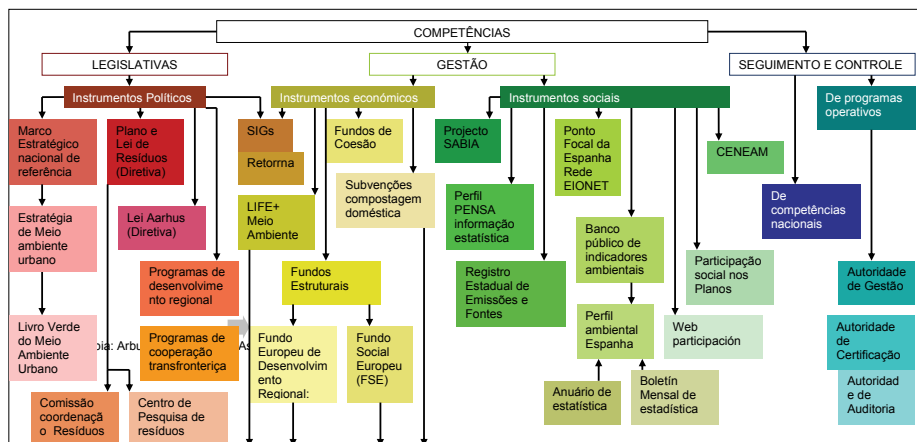 COMPETÊNCIAS
LEGISLATIVAS
GESTÃO
SEGUIMENTO E CONTROLE
Instrumentos Políticos
Instrumentos económicos
Instrumentos sociais
De programas
operativos
Marco
Estratégico
nacional de
referência
Plano e
Lei de
Resíduos
(Diretiva)
SIGs
Retorrna
Fundos de
Coesão
Projecto
SABIA
Ponto
Focal da
Espanha
Rede
EIONET
CENEAM
Subvenções
compostagem
doméstica
Estratégia
de Meio
ambiente
urbano
Lei Aarhus
(Diretiva)
LIFE+
Meio
Ambiente
Perfil
PENSA
informação
estatística
De
competências
nacionais
Banco
público de
indicadores
ambientais
Participação
social nos
Planos
Programas de
desenvolvime
nto regional
Fundos
Estruturais
Registro
Estadual de
Emissões e
Fontes
Autoridade
de Gestão
Livro Verde
do Meio
Ambiente
Urbano
bia: Arbu
As
Programas de
cooperação
transfronteriça
Fundo
Europeu de
Desenvolvim
ento
Regional:
Fundo
Social
Europeu
(FSE)
Perfil
ambiental
Espanha
Web
participación
Autoridade
de
Certificação
Autoridad
e de
Auditoria
Anuário de
estatística
Boletín
Mensal de
estadística
Comissão
coordenaçã
o Resíduos
Centro de
Pesquisa de
resíduos